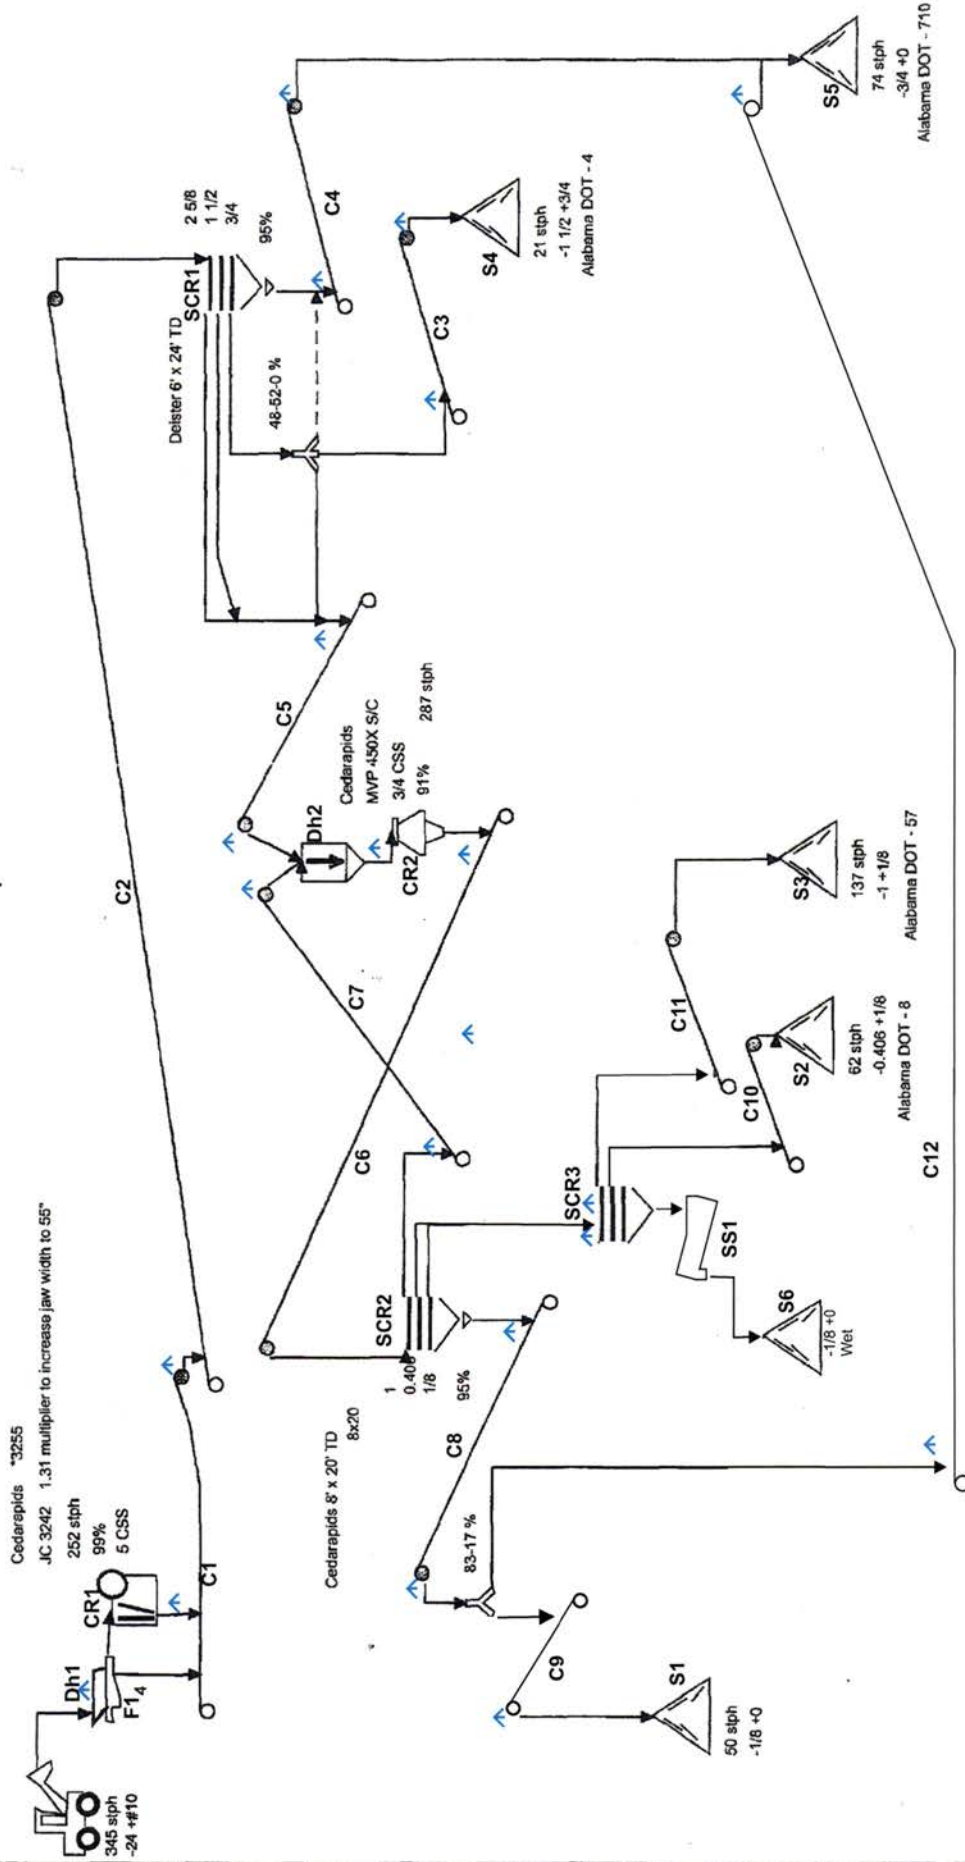 Cedarapids *3255
JC 3242 1.31 multiplier to increase jaw width to 55"
252 stph
99%
5 CSS
CR1
Dh1
F1
4
345 stph
-24 +#10
C1
C2
Deister 6' x 24' TD
SCR1
2 5/8
1 1/2
3/4
95%
48-52-0 %
C4
C3
S4
21 stph
-1 1/2 +3/4
Alabama DOT - 4
S5
74 stph
-3/4 +0
Alabama DOT - 710
C5
Dh2
Cedarapids
MVP 450X S/C
3/4 CSS
91%
287 stph
CR2
C7
C6
Cedarapids 8' x 20' TD
8x20
SCR2
1
0.406
1/8
95%
C8
83-17 %
C9
S1
50 stph
-1/8 +0
SCR3
SS1
S6
-1/8 +0
Wet
C10
S2
62 stph
-0.406 +1/8
Alabama DOT - 8
C11
S3
137 stph
-1 +1/8
Alabama DOT - 57
C12